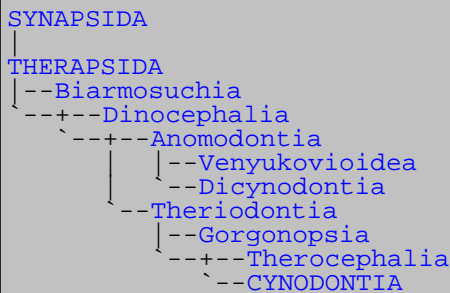 SYNAPSIDA
|
THERAPSIDA
|--Biarmosuchia
`--+--Dinocephalia
   `--+--Anomodontia
      |  |--Venyukovioidea
      |  `--Dicynodontia
      `--Theriodontia
         |--Gorgonopsia
         `--+--Therocephalia
            `--CYNODONTIA